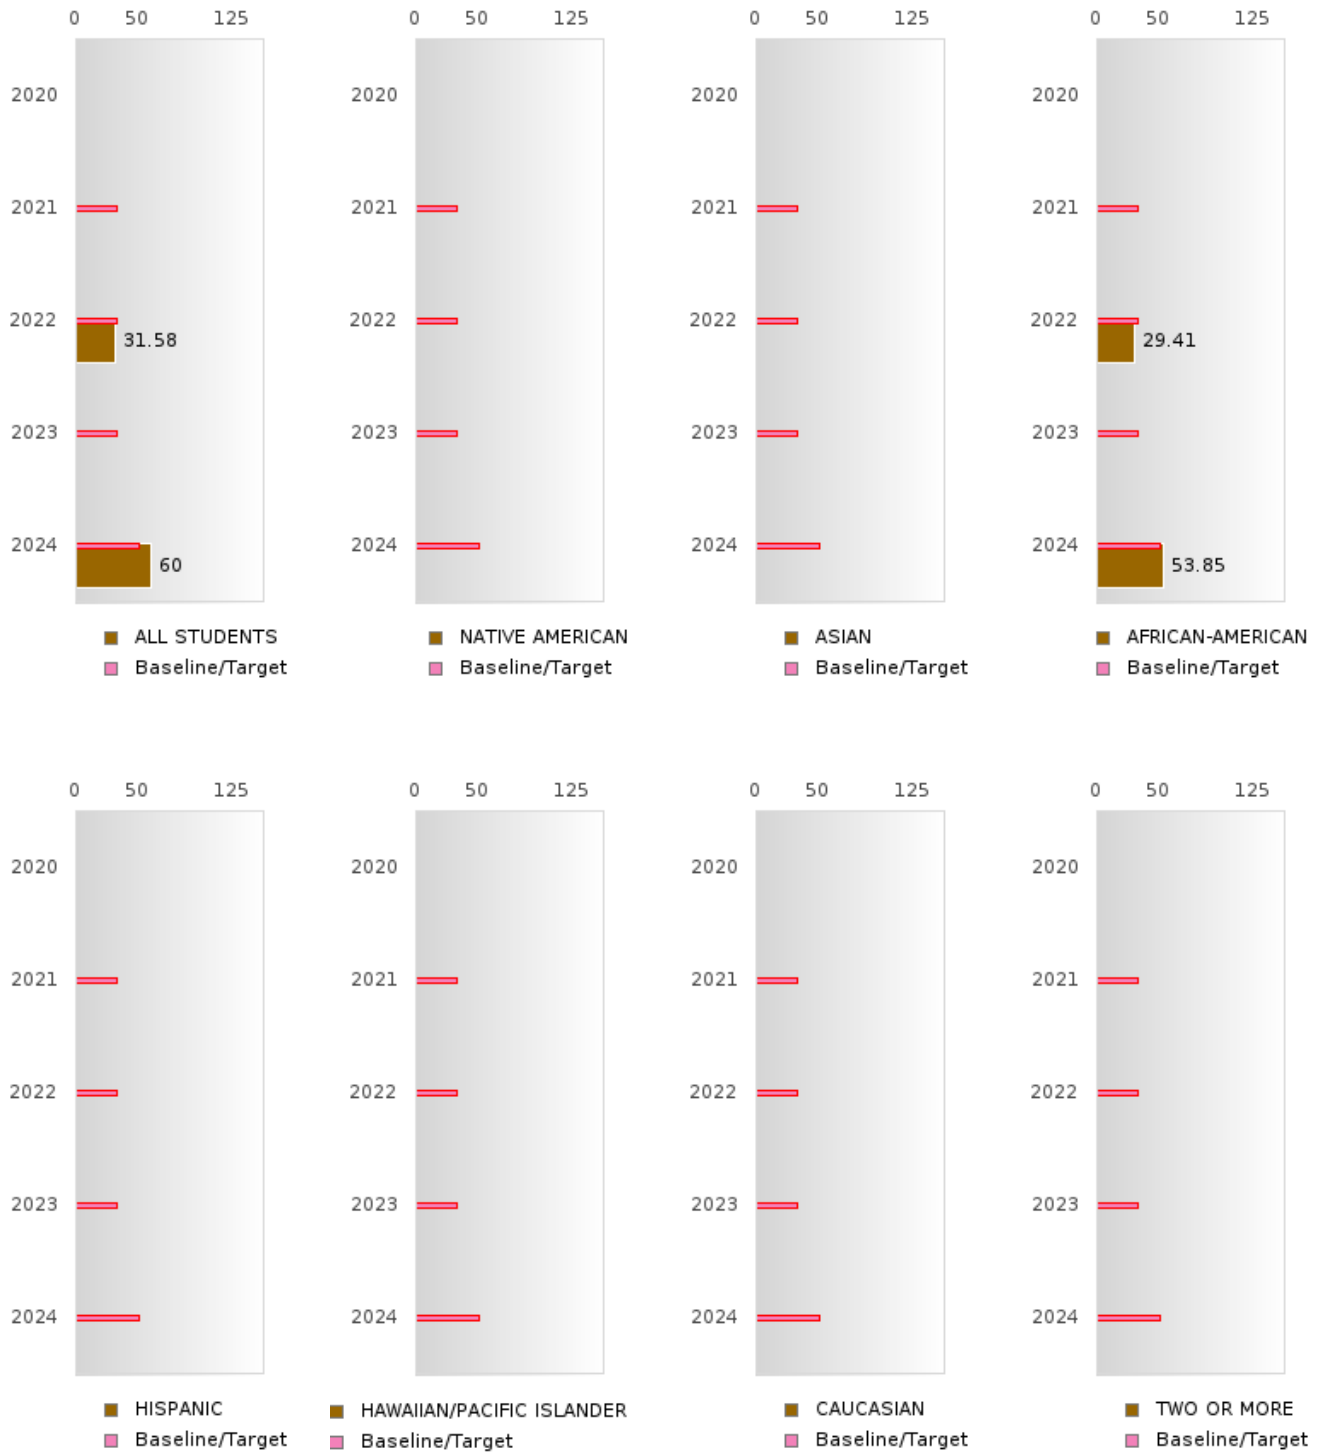 0 50 125 0 50 125 0 50 125 0 50 125
2020 2020 2020 2020
2021 2021 2021 2021
2022 2022 2022 2022
31.58 29.41
2023 2023 2023 2023
2024 2024 2024 2024
60 53.85
ALL STUDENTS NATIVE AMERICAN ASIAN AFRICAN-AMERICAN
Baseline/Target Baseline/Target Baseline/Target Baseline/Target
0 50 125 0 50 125 0 50 125 0 50 125
2020 2020 2020 2020
2021 2021 2021 2021
2022 2022 2022 2022
2023 2023 2023 2023
2024 2024 2024 2024
HISPANIC HAWAIIAN/PACIFIC ISLANDER CAUCASIAN TWO OR MORE
Baseline/Target Baseline/Target Baseline/Target Baseline/Target